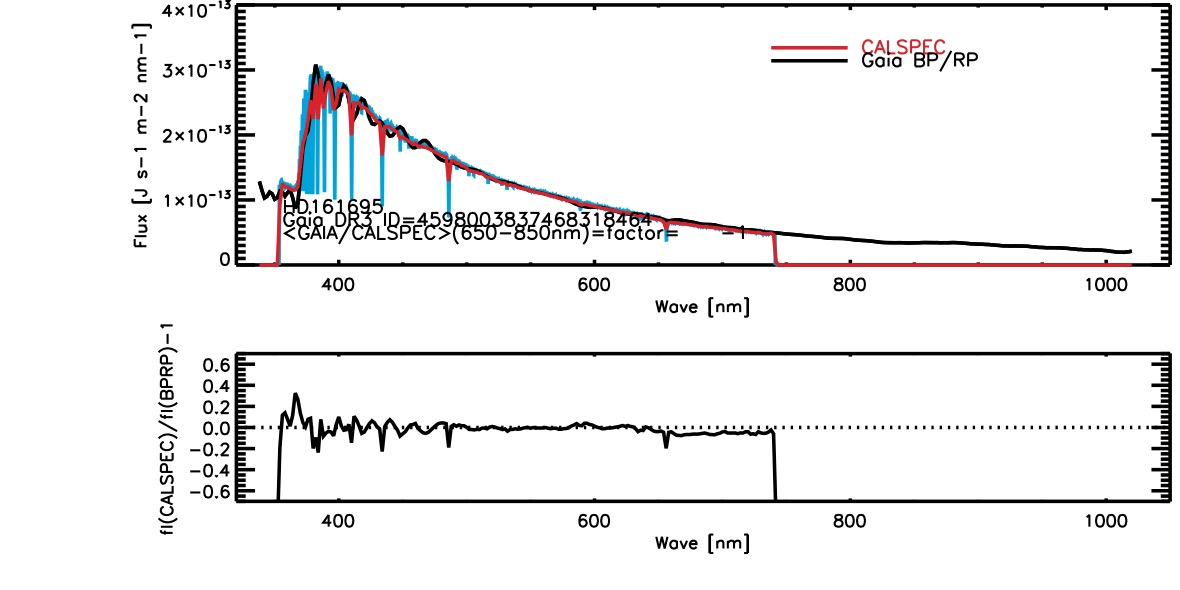 4×10−13
3×10−13
2×10−13
1×10−13
0
Flux [J s−1 m−2 nm−1]
CALSPEC
Gaia BP/RP
HD161695
Gaia DR3 ID=4598003837468318464
<GAIA/CALSPEC>(650−850nm)=factor= −1
400 600 800 1000
Wave [nm]
fl(CALSPEC)/fl(BPRP)−1
0.6
0.4
0.2
0.0
−0.2
−0.4
−0.6
400 600 800 1000
Wave [nm]